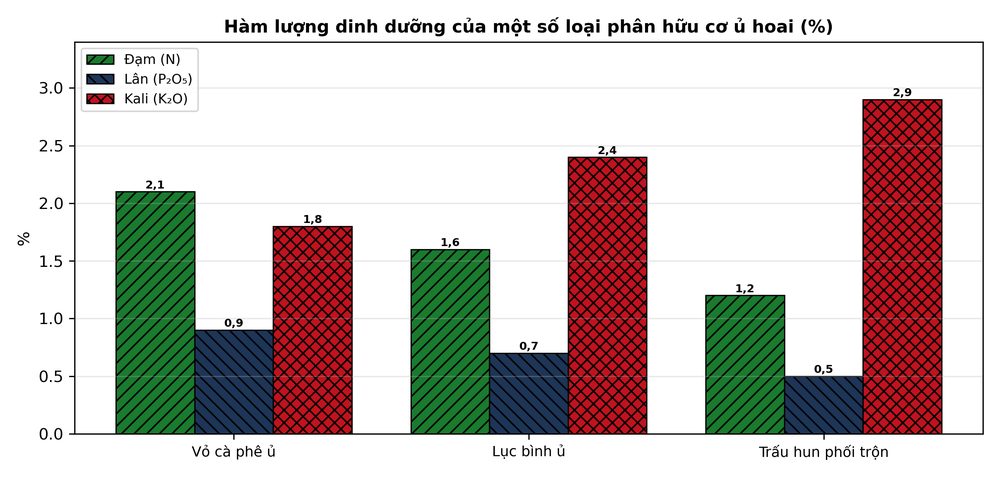 Hàm lượng dinh dưỡng của một số loại phân hữu cơ ủ hoai (%)
Đạm (N)
Lân (P₂O₅)
Kali (K₂O)
%
3.0
2.5
2.0
1.5
1.0
0.5
0.0
2,1
0,9
1,8
1,6
0,7
2,4
1,2
0,5
2,9
Vỏ cà phê ủ
Lục bình ủ
Trấu hun phối trộn